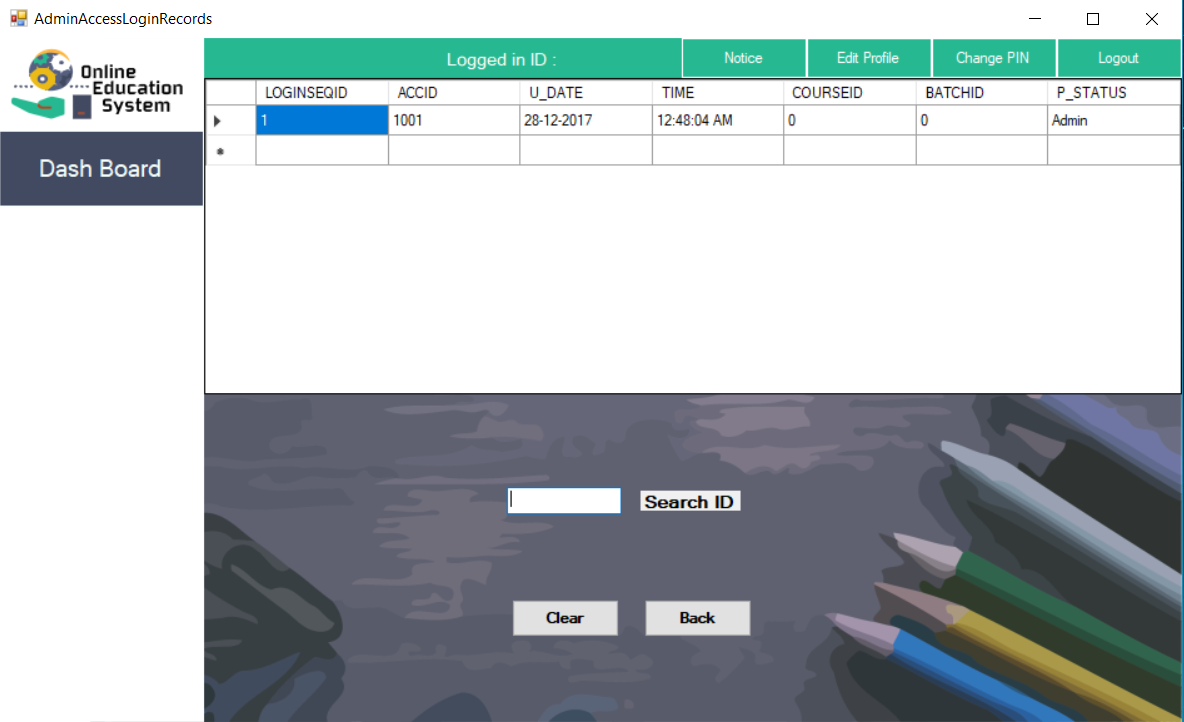 AdminAccessLoginRecords
Online
Education
System
Logged in ID :
Notice
Edit Profile
Change PIN
Logout
Dash Board
LOGINSEQID ACCID U_DATE TIME COURSEID BATCHID P_STATUS
1 1001 28-12-2017 12:48:04 AM 0 0 Admin
Search ID
Clear
Back